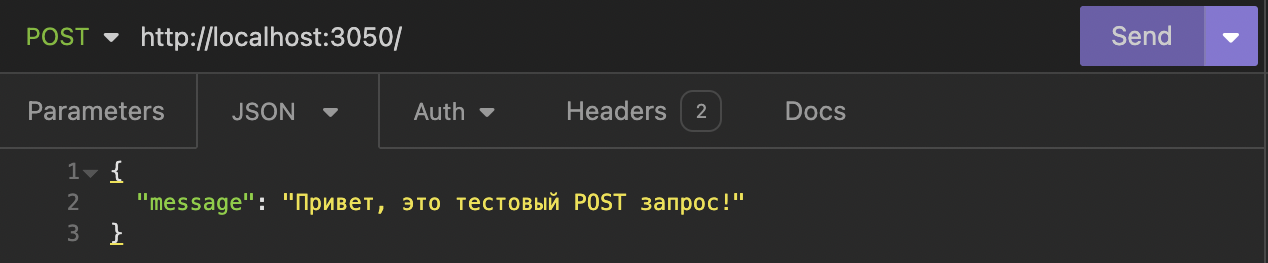 POST http://localhost:3050/ Send
Parameters JSON Auth Headers 2 Docs
1 {
2 "message": "Привет, это тестовый POST запрос!"
3 }